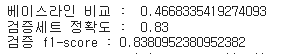 베이스라인 비교 :  0.4668335419274093
검증세트 정확도 :  0.83
검증 f1-score : 0.8380952380952382